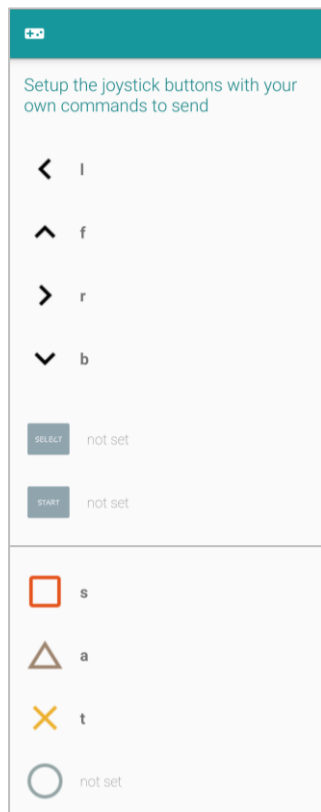 Setup the joystick buttons with your
own commands to send
l
f
r
b
SELECT not set
START not set
s
a
t
not set